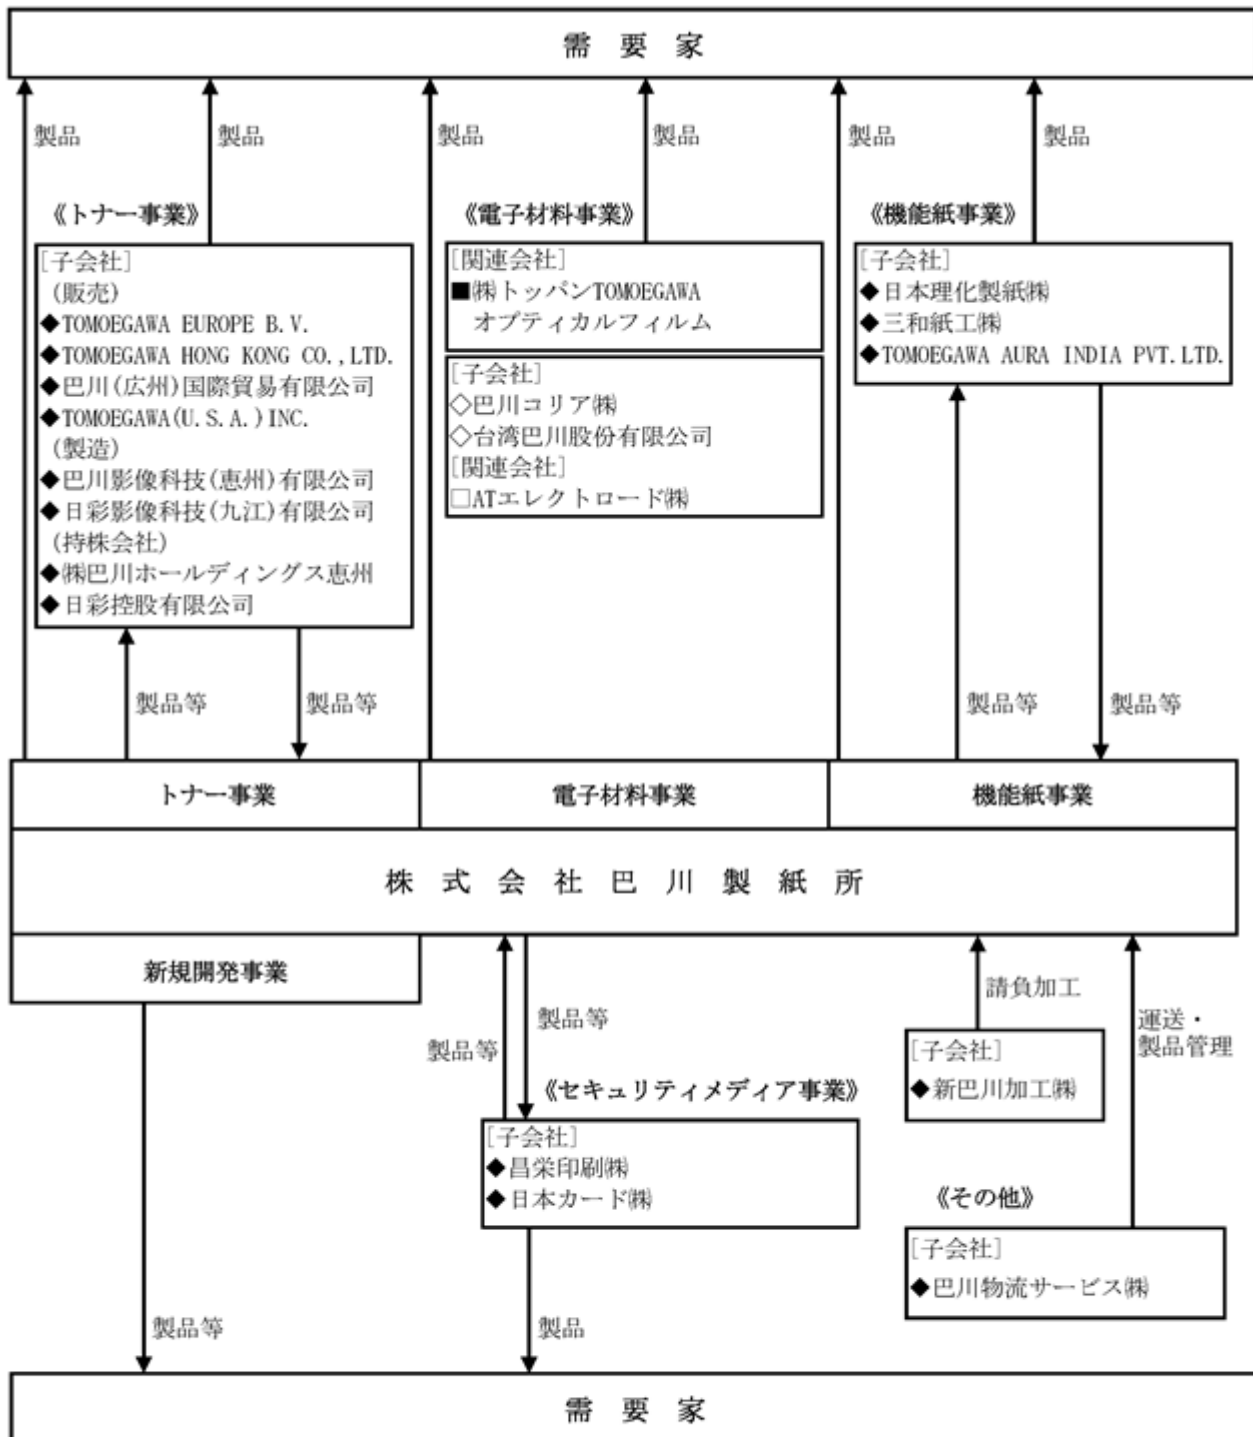 需要家
製品
製品
製品
製品
製品
製品
《トナー事業》
[子会社]
(販売)
◆TOMOEGAWA EUROPE B.V.
◆TOMOEGAWA HONG KONG CO.,LTD.
◆巴川(広州)国際貿易有限公司
◆TOMOEGAWA(U.S.A.)INC.
(製造)
◆巴川影像科技(恵州)有限公司
◆日彩影像科技(九江)有限公司
(持株会社)
◆㈱巴川ホールディングス恵州
◆日彩控股有限公司
《電子材料事業》
[関連会社]
■㈱トッパンTOMOEGAWA
オプティカルフィルム
[子会社]
◇巴川コリア㈱
◇台湾巴川股份有限公司
[関連会社]
□ATエレクトロード㈱
《機能紙事業》
[子会社]
◆日本理化製紙㈱
◆三和紙工㈱
◆TOMOEGAWA AURA INDIA PVT.LTD.
製品等
製品等
製品等
製品等
トナー事業
電子材料事業
機能紙事業
株式会社巴川製紙所
新規開発事業
製品等
製品等
請負加工
運送・
製品管理
[子会社]
◆新巴川加工㈱
《セキュリティメディア事業》
[子会社]
◆昌栄印刷㈱
◆日本カード㈱
《その他》
[子会社]
◆巴川物流サービス㈱
製品等
製品
需要家